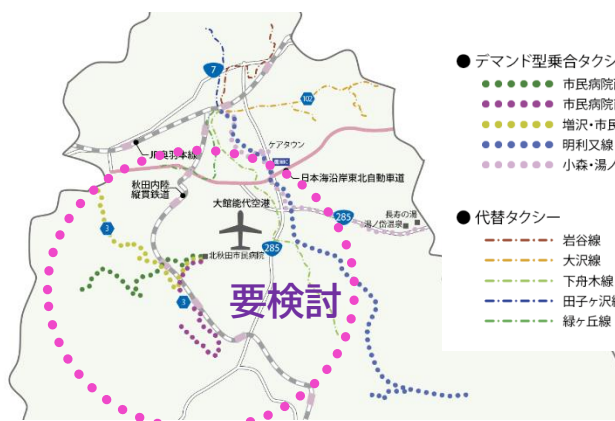 7
102
ケアタウン
JR奥羽本線
日本海沿岸東北自動車道
秋田内陸
縦貫鉄道
大館能代空港
長寿の湯
湯ノ岱温泉
285
285
3
北秋田市民病院
3
要検討
● デマンド型乗合タクシ
市民病院
市民病院
増沢・市民
明利又線
小森・湯ノ
● 代替タクシー
岩谷線
大沢線
下舟木線
田子ヶ沢線
緑ヶ丘線